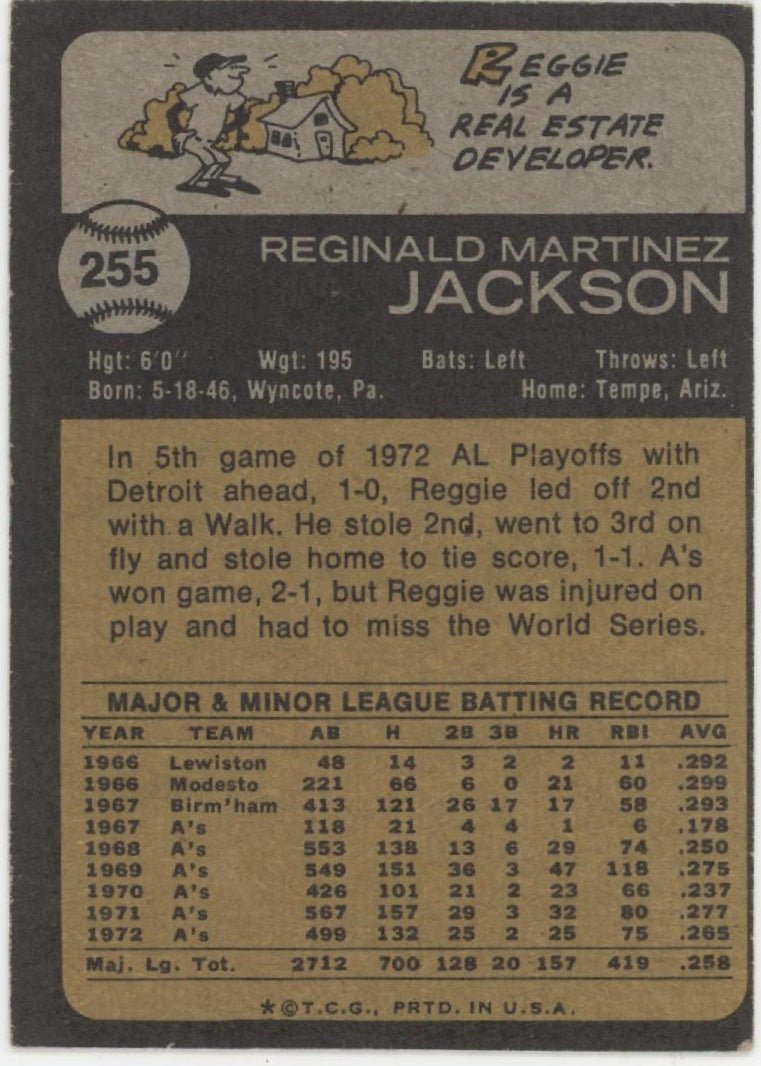 REGGIE
IS A
REAL ESTATE
DEVELOPER.
255
REGINALD MARTINEZ
JACKSON
Hgt: 6'0" Wgt: 195 Bats: Left Throws: Left
Born: 5-18-46, Wyncote, Pa. Home: Tempe, Ariz.
In 5th game of 1972 AL Playoffs with
Detroit ahead, 1-0, Reggie led off 2nd
with a Walk. He stole 2nd, went to 3rd on
fly and stole home to tie score, 1-1. A's
won game, 2-1, but Reggie was injured on
play and had to miss the World Series.
MAJOR & MINOR LEAGUE BATTING RECORD
YEAR TEAM AB H 2B 3B HR RBI AVG
1966 Lewiston 48 14 3 2 2 11 .292
1966 Modesto 221 66 6 0 21 60 .299
1967 Birm'ham 413 121 26 17 17 58 .293
1967 A's 118 21 4 4 1 6 .178
1968 A's 553 138 13 6 29 74 .250
1969 A's 549 151 36 3 47 118 .275
1970 A's 426 101 21 2 23 66 .237
1971 A's 567 157 29 3 32 80 .277
1972 A's 499 132 25 2 25 75 .265
Maj. Lg. Tot. 2712 700 128 20 157 419 .258
*©T.C.G., PRTD. IN U.S.A.